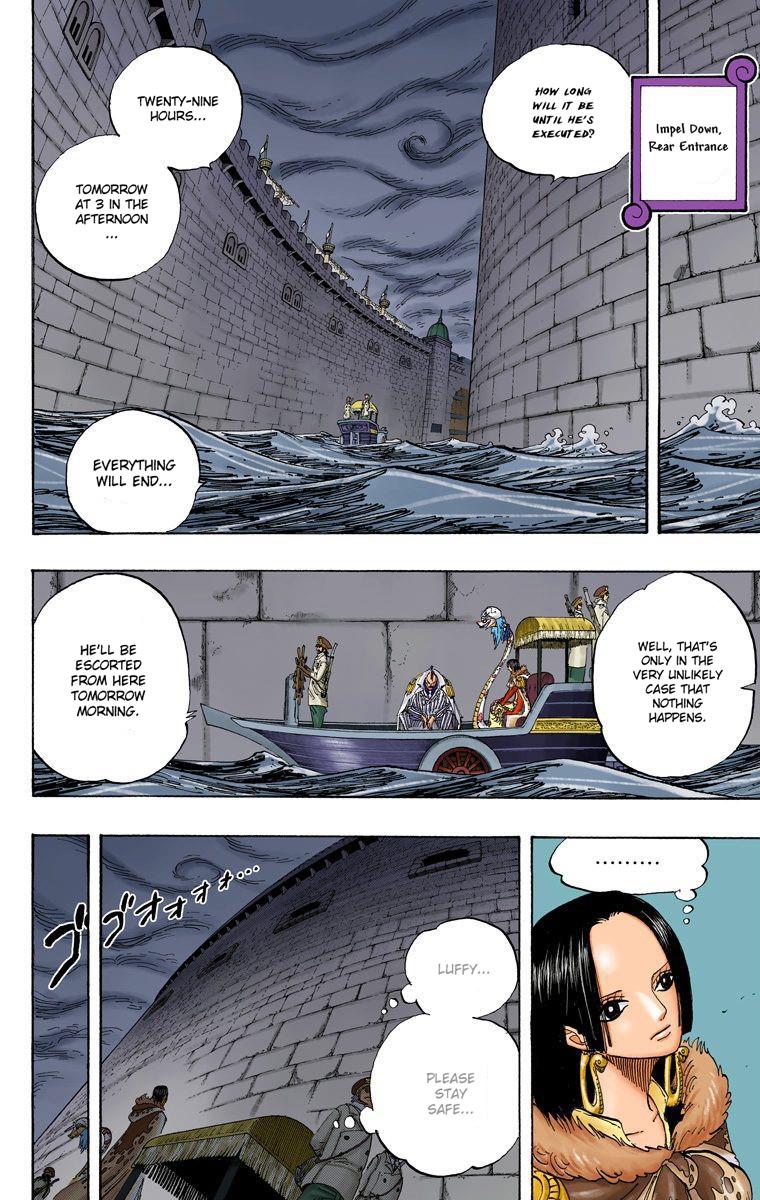 Impel Down,
Rear Entrance
HOW LONG
WILL IT BE
UNTIL HE'S
EXECUTED?
TWENTY-NINE
HOURS...
TOMORROW
AT 3 IN THE
AFTERNOON
...
EVERYTHING
WILL END...
WELL, THAT'S
ONLY IN THE
VERY UNLIKELY
CASE THAT
NOTHING
HAPPENS.
HE'LL BE
ESCORTED
FROM HERE
TOMORROW
MORNING.
.........
LUFFY...
PLEASE
STAY
SAFE...
ゴゴオオオオ...